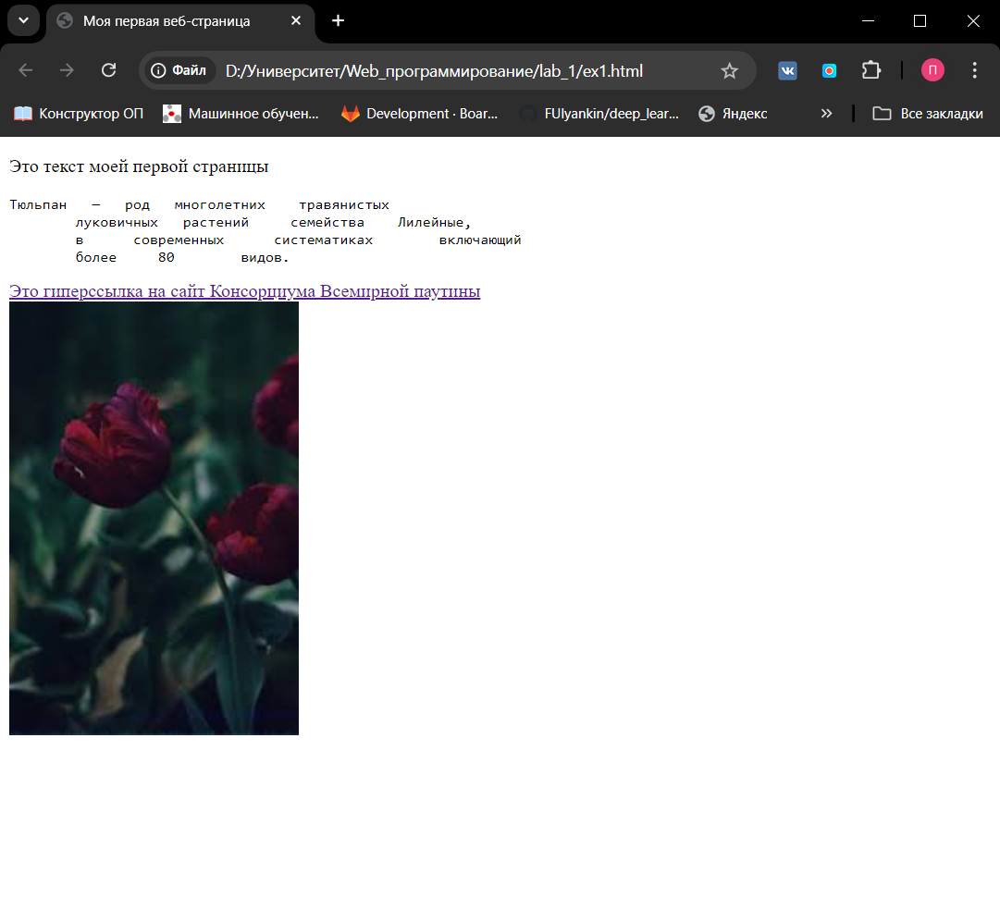 Моя первая веб-страница
Файл D:/Университет/Web_программирование/lab_1/ex1.html
П
Конструктор ОП Машинное обучен... Development · Boar... FUlyankin/deep_lear... Яндекс Все закладки
Это текст моей первой страницы
Тюльпан – род многолетних травянистых
луковичных растений семейства Лилейные,
в современных систематиках включающий
более 80 видов.
Это гиперссылка на сайт Консорциума Всемирной паутины